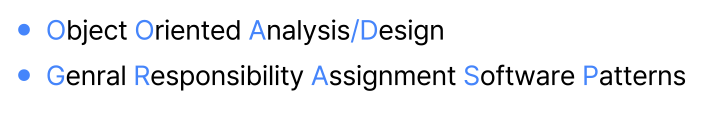 Object Oriented Analysis/Design
Genral Responsibility Assignment Software Patterns